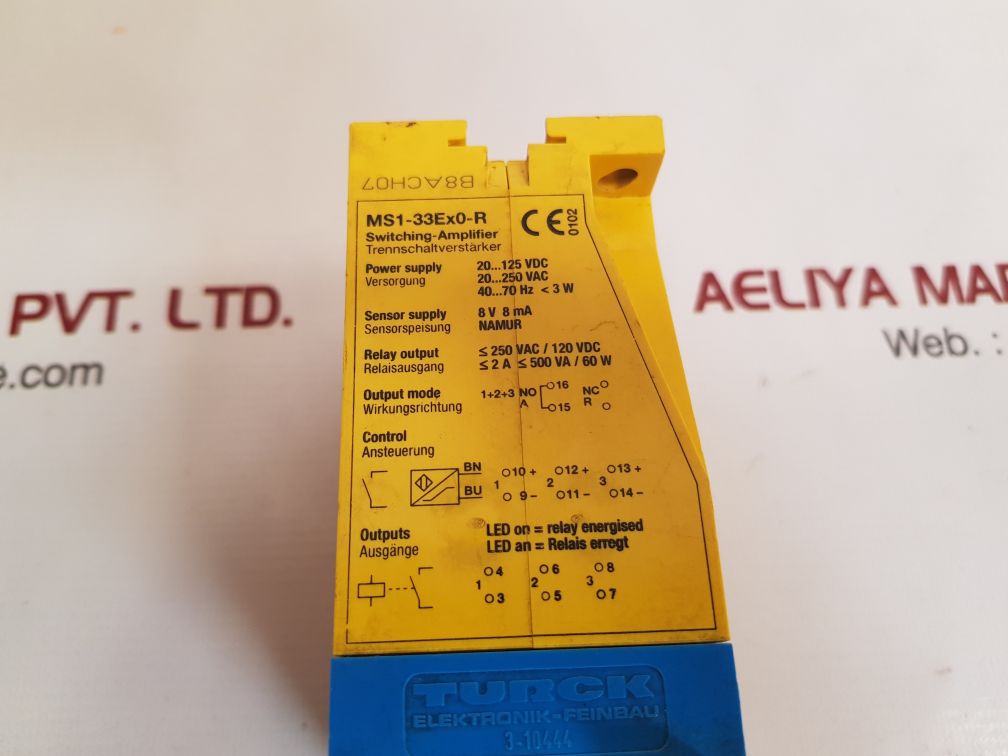 PVT. LTD.
e.com
AELIYA MAR
Web. :
B8ACH07
MS1-33Ex0-R
Switching-Amplifier
Trennschaltverstärker
CE 0102
Power supply 20...125 VDC
Versorgung 20...250 VAC
40...70 Hz < 3 W
Sensor supply 8 V 8 mA
Sensorspeisung NAMUR
Relay output ≤ 250 VAC / 120 VDC
Relaisausgang ≤ 2 A ≤ 500 VA / 60 W
Output mode 1+2+3 NO 16 NC
Wirkungsrichtung A 15 R
Control
Ansteuerung
BN 10 + 12 + 13 +
1 2 3
BU 9 - 11 - 14 -
Outputs LED on = relay energised
Ausgänge LED an = Relais erregt
4 6 8
1 2 3
3 5 7
TURCK
ELEKTRONIK-FEINBAU
3-10444